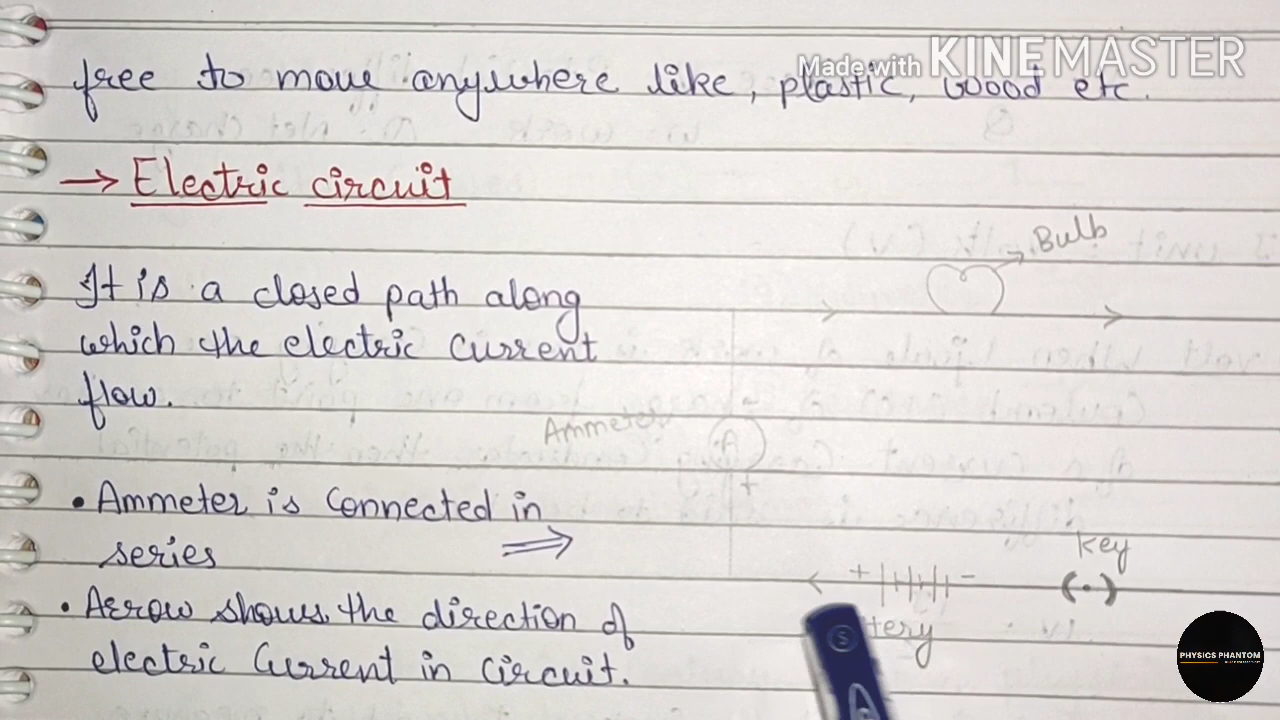 Made with KINEMASTER
free to move anywhere like, plastic, wood etc.
→ Electric circuit
Bulb
It is a closed path along
which the electric current
flow.
Ammeter
-
A
+
• Ammeter is connected in
series
⇒
key
+ -
(·)
• Arrow shows the direction of
tery
electric Current in circuit.
PHYSICS PHANTOM